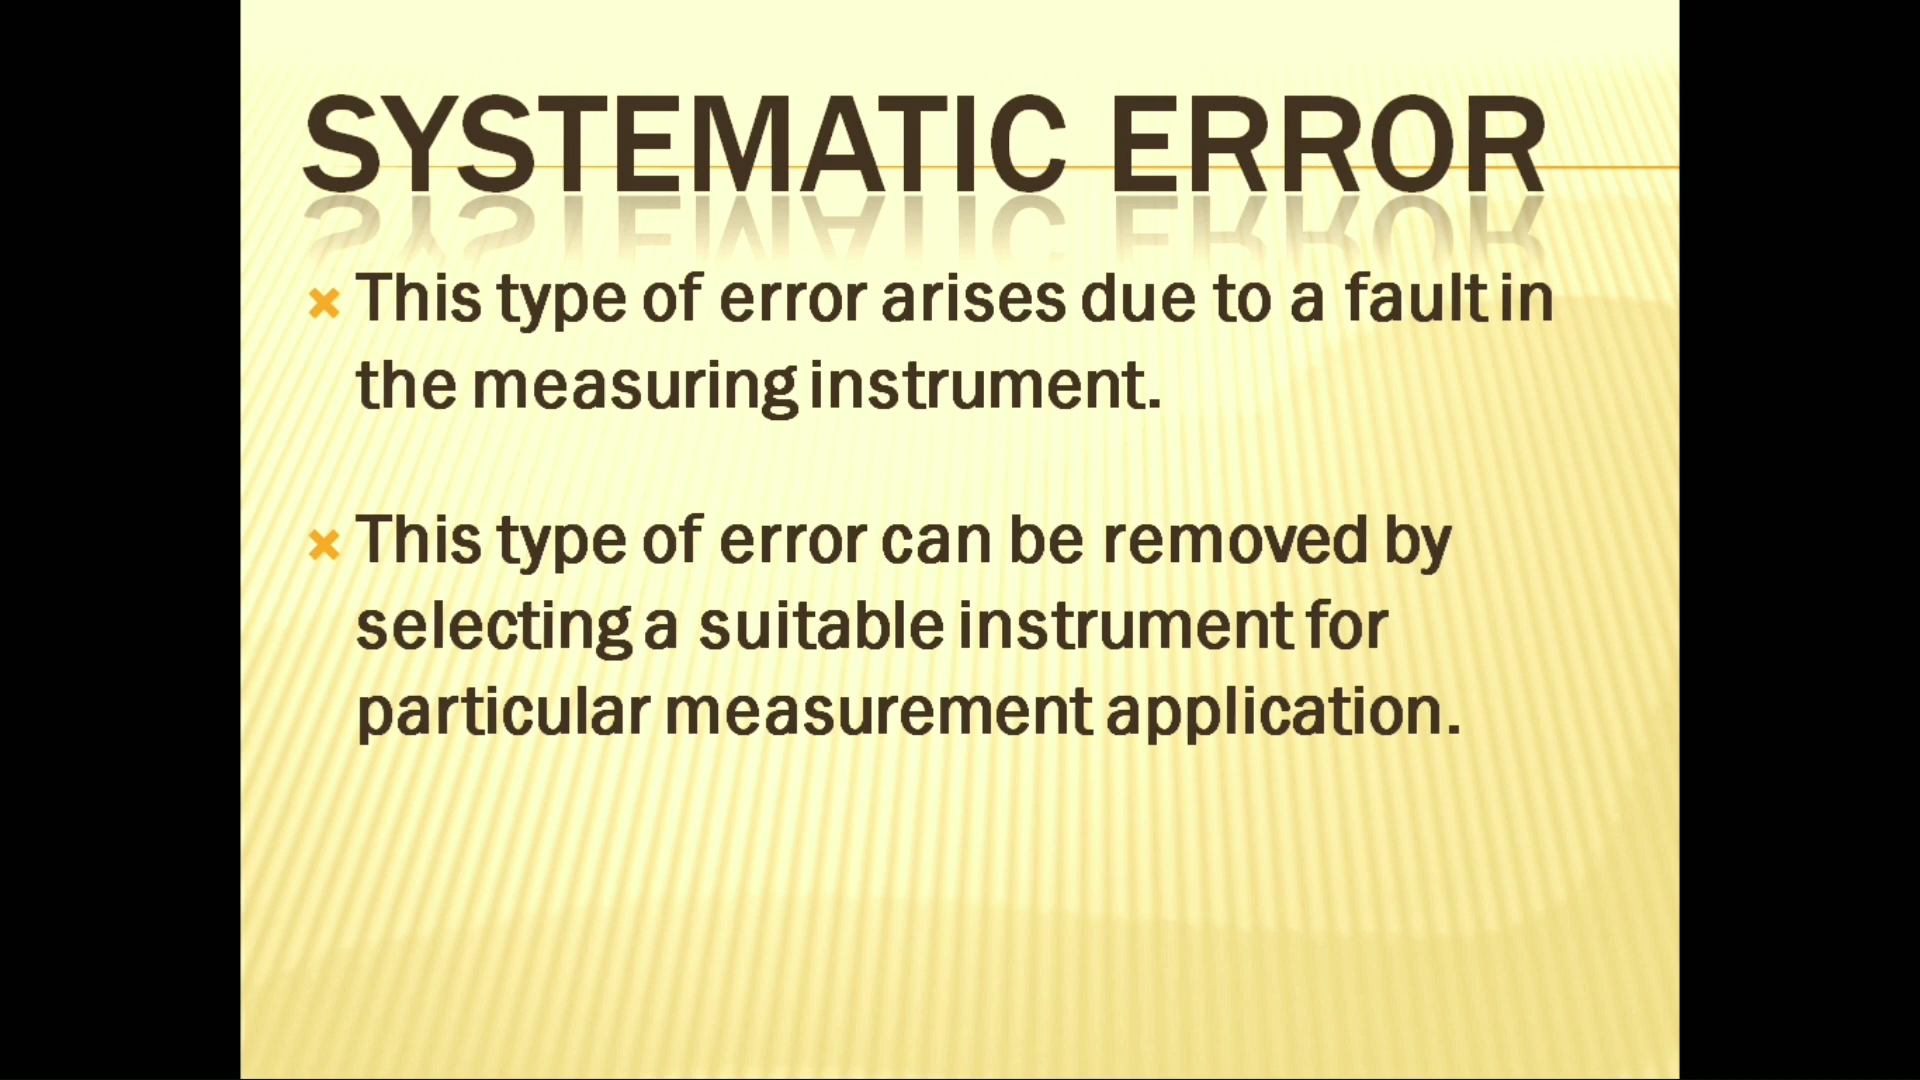 SYSTEMATIC ERROR
This type of error arises due to a fault in
the measuring instrument.
This type of error can be removed by
selecting a suitable instrument for
particular measurement application.